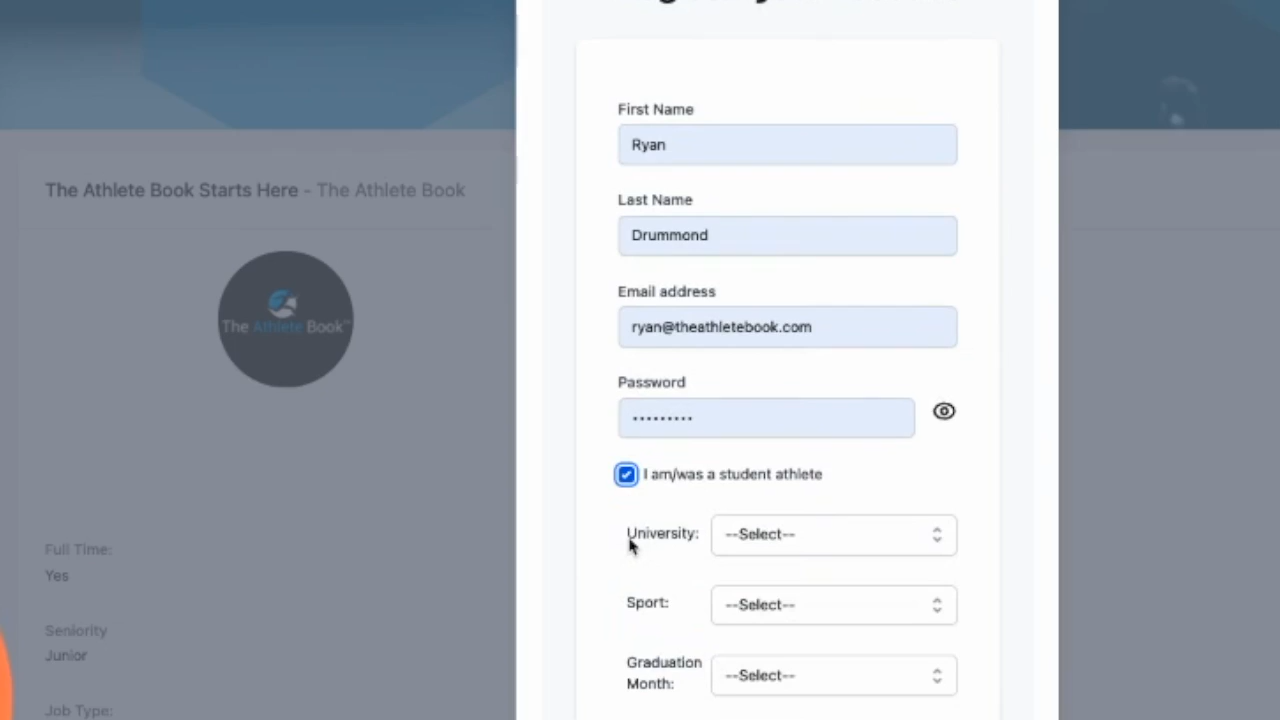 First Name
Ryan
Last Name
Drummond
Email address
ryan@theathletebook.com
Password
•••••••••
I am/was a student athlete
University: --Select--
Sport: --Select--
Graduation
Month: --Select--
The Athlete Book Starts Here - The Athlete Book
The Athlete Book™
Full Time:
Yes
Seniority
Junior
Job Type: